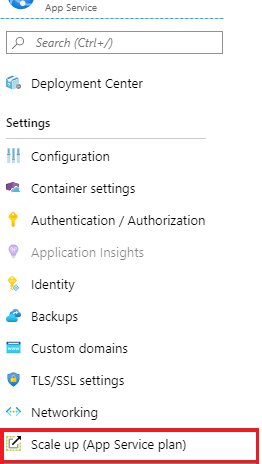 App Service
Search (Ctrl+/)
Deployment Center
Settings
Configuration
Container settings
Authentication / Authorization
Application Insights
Identity
Backups
Custom domains
TLS/SSL settings
Networking
Scale up (App Service plan)